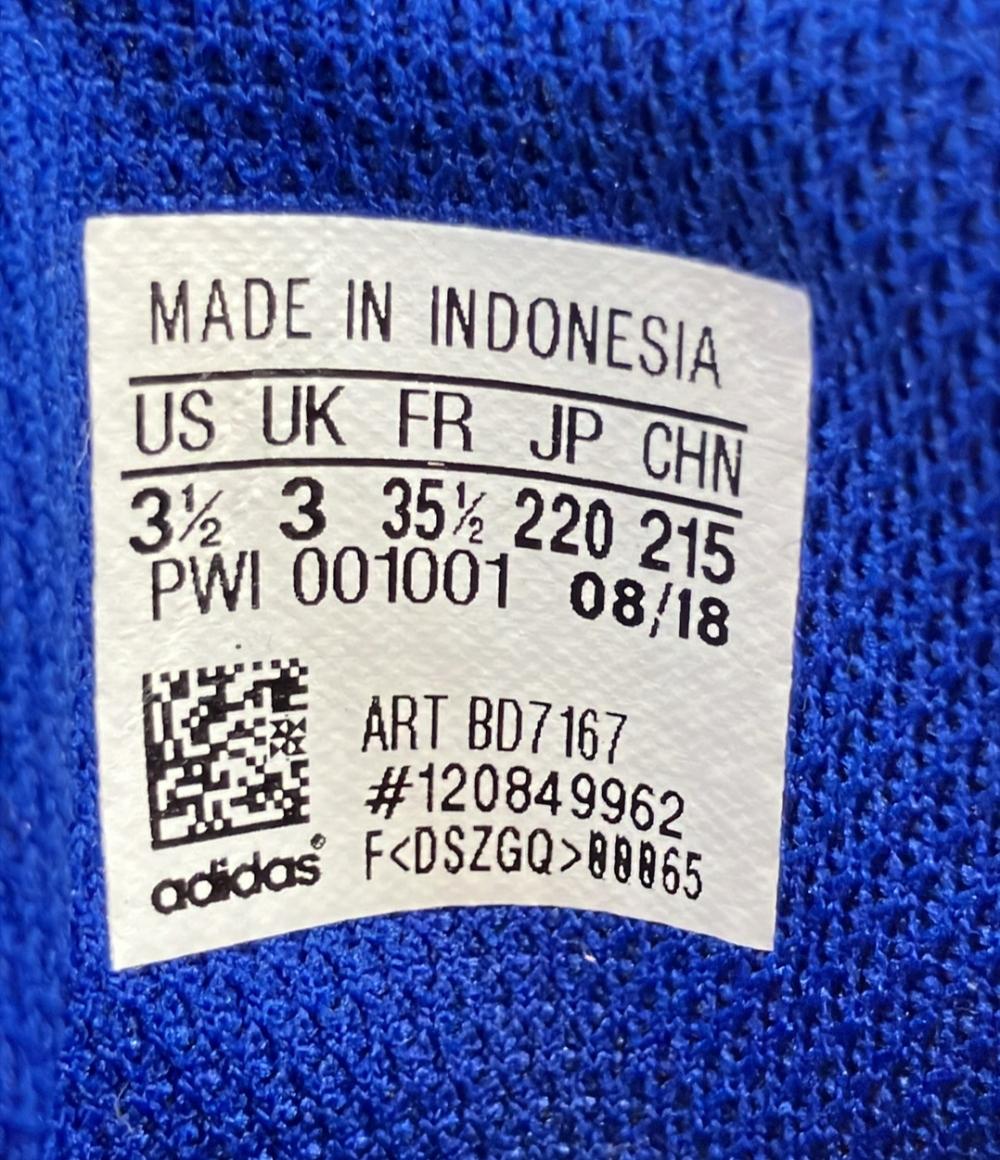 MADE IN INDONESIA
US UK FR JP CHN
3½ 3 35½ 220 215
PWI 001001 08/18
ART BD7167
#120849962
F<DSZGQ>00065
adidas®